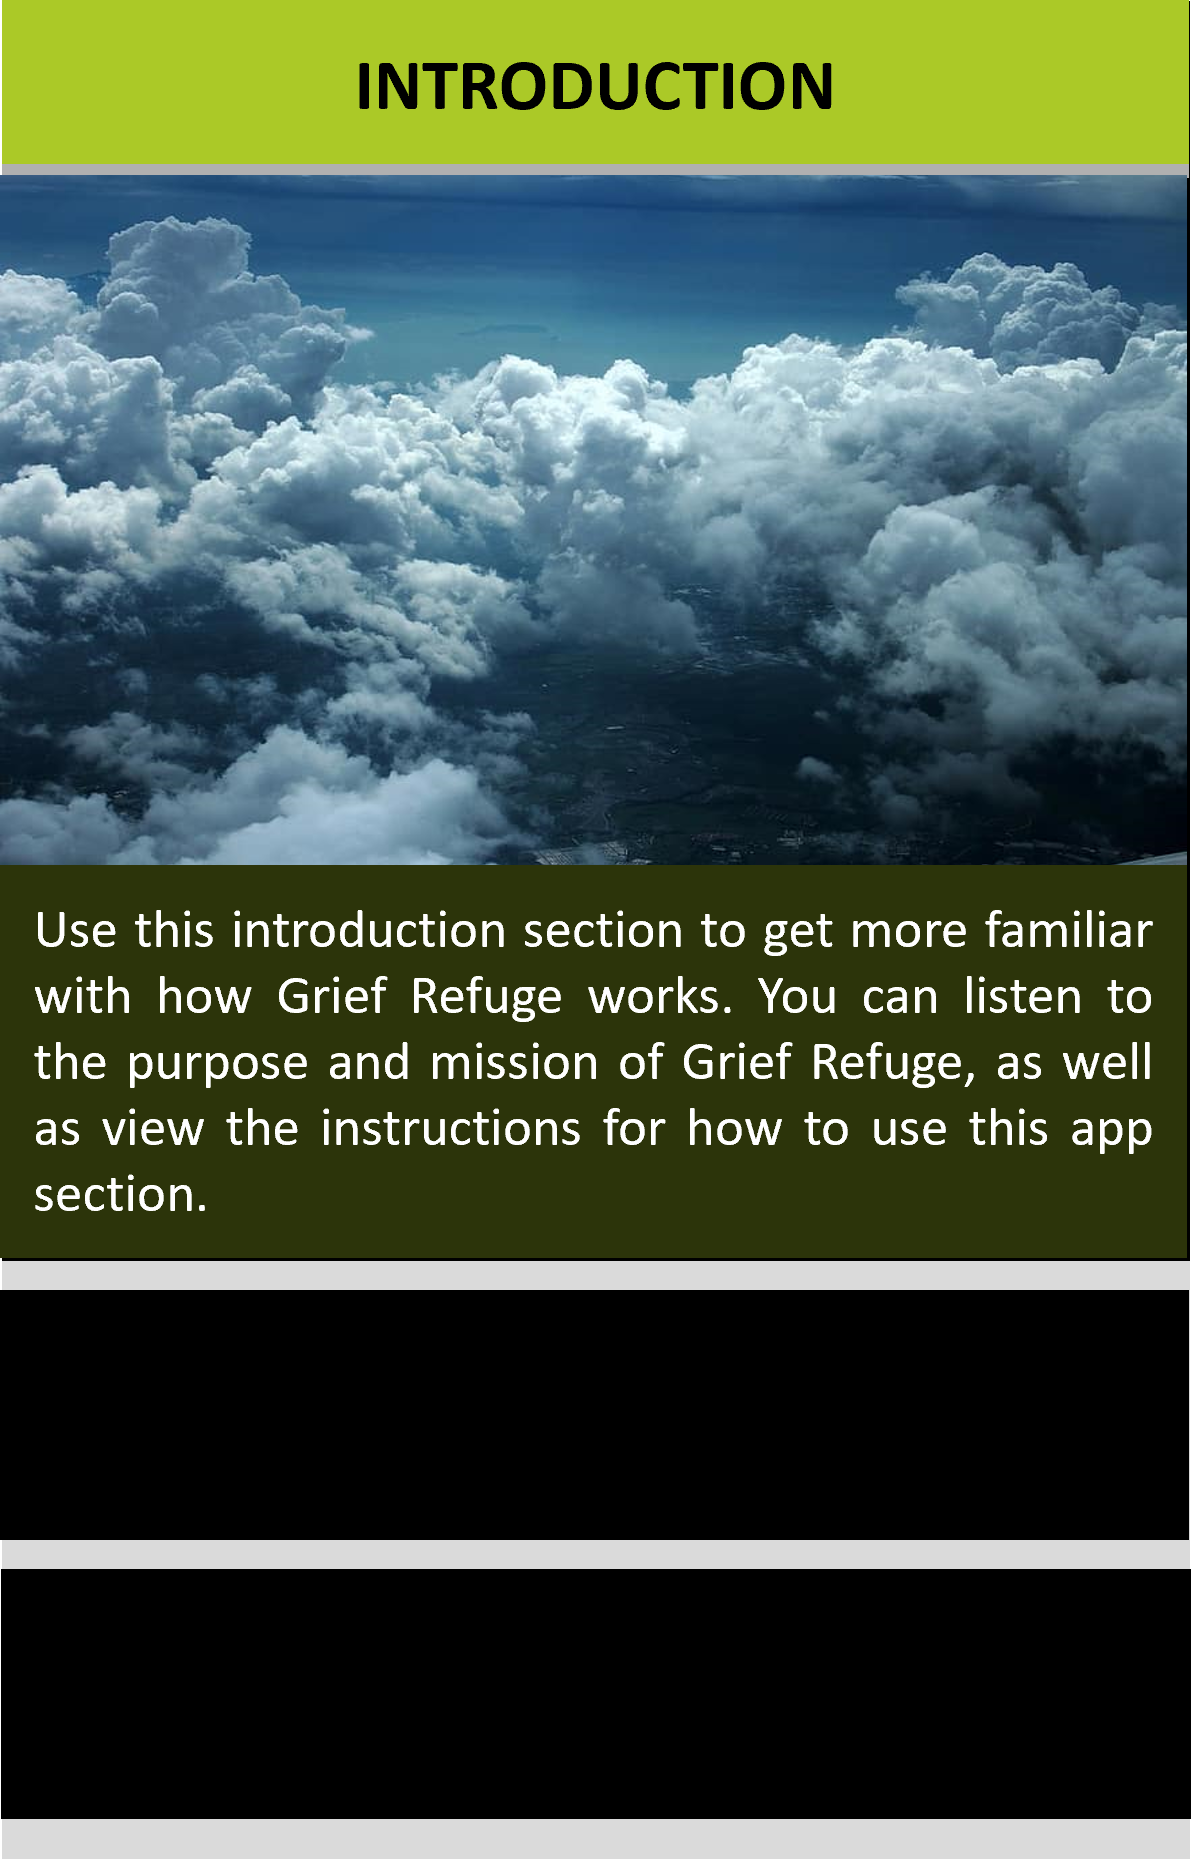 INTRODUCTION
Use this introduction section to get more familiar
with how Grief Refuge works. You can listen to
the purpose and mission of Grief Refuge, as well
as view the instructions for how to use this app
section.